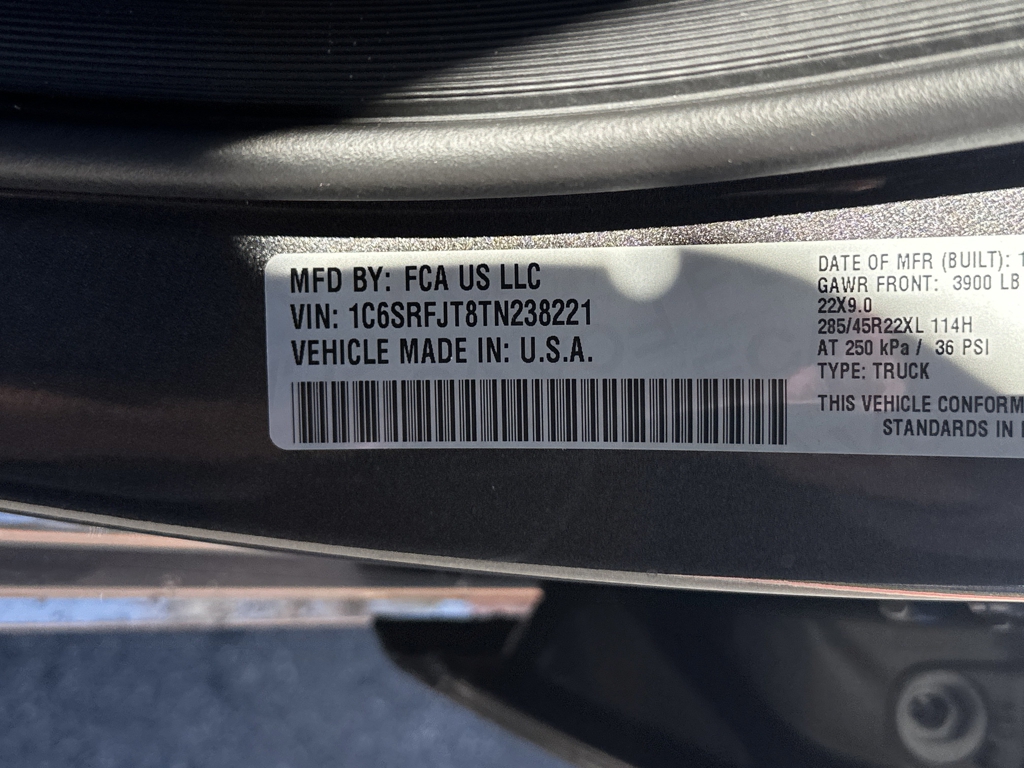 MFD BY: FCA US LLC
VIN: 1C6SRFJT8TN238221
VEHICLE MADE IN: U.S.A.
DATE OF MFR (BUILT): 1
GAWR FRONT: 3900 LB
22X9.0
285/45R22XL 114H
AT 250 kPa / 36 PSI
TYPE: TRUCK
THIS VEHICLE CONFORM
STANDARDS IN